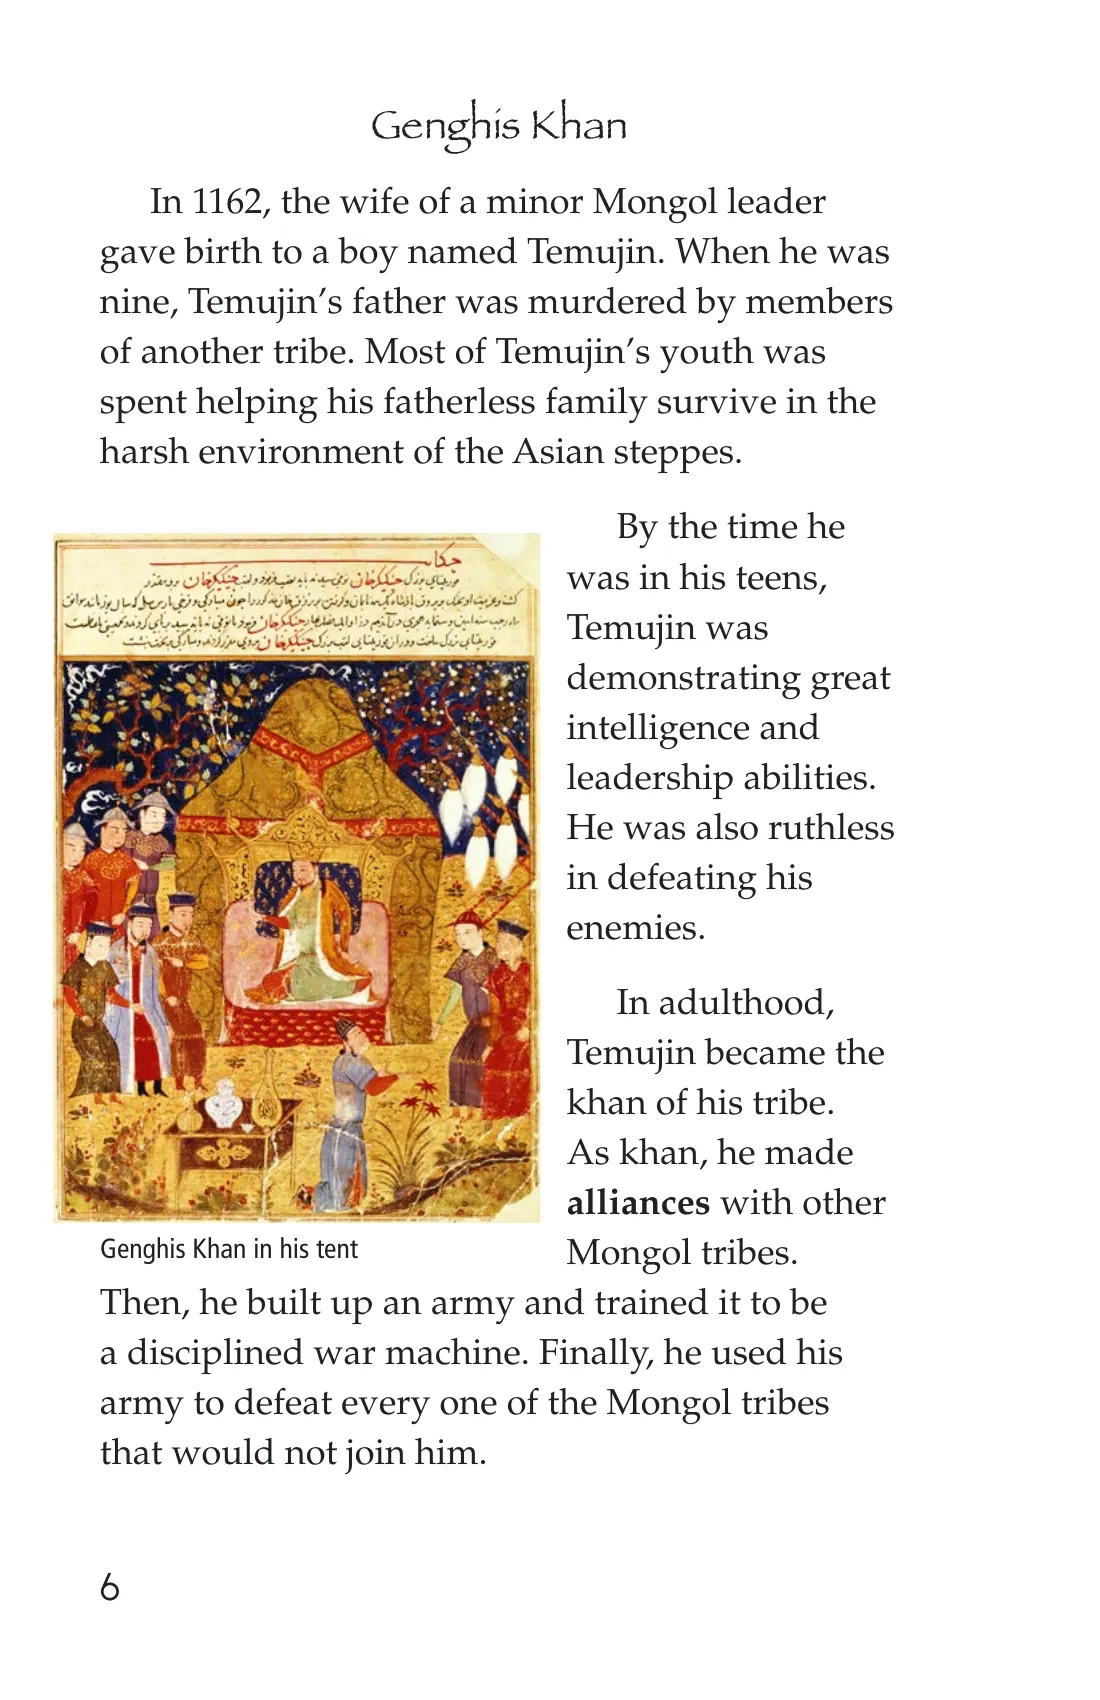 Genghis Khan
In 1162, the wife of a minor Mongol leader
gave birth to a boy named Temujin. When he was
nine, Temujin’s father was murdered by members
of another tribe. Most of Temujin’s youth was
spent helping his fatherless family survive in the
harsh environment of the Asian steppes.
By the time he
was in his teens,
Temujin was
demonstrating great
intelligence and
leadership abilities.
He was also ruthless
in defeating his
enemies.
In adulthood,
Temujin became the
khan of his tribe.
As khan, he made
alliances with other
Mongol tribes.
Then, he built up an army and trained it to be
a disciplined war machine. Finally, he used his
army to defeat every one of the Mongol tribes
that would not join him.
چنگیزخان
چنگیزخان
چنگیزخان
چنگیزخان
Genghis Khan in his tent
6